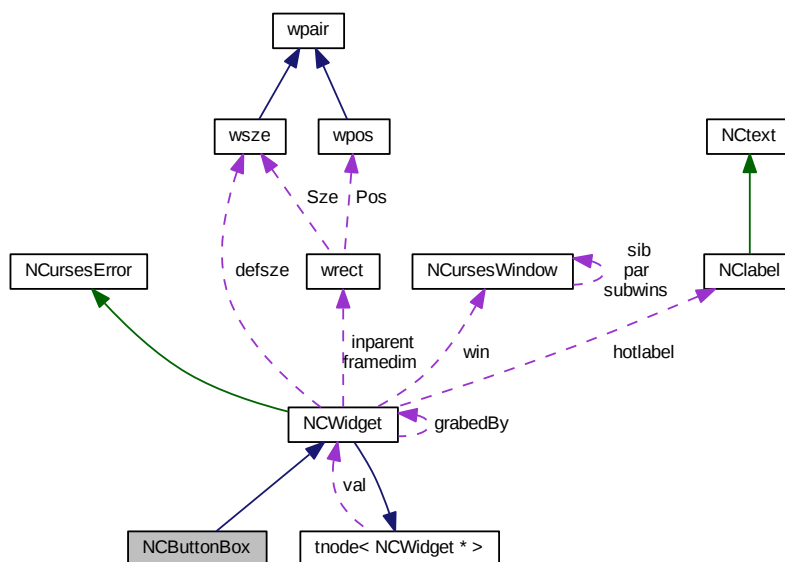 wpair
wsze
wpos
NCtext
Sze
Pos
sib
par
subwins
NCursesError
defsze
wrect
NCursesWindow
NClabel
inparent
framedim
win
hotlabel
NCWidget
grabedBy
val
NCButtonBox
tnode< NCWidget * >